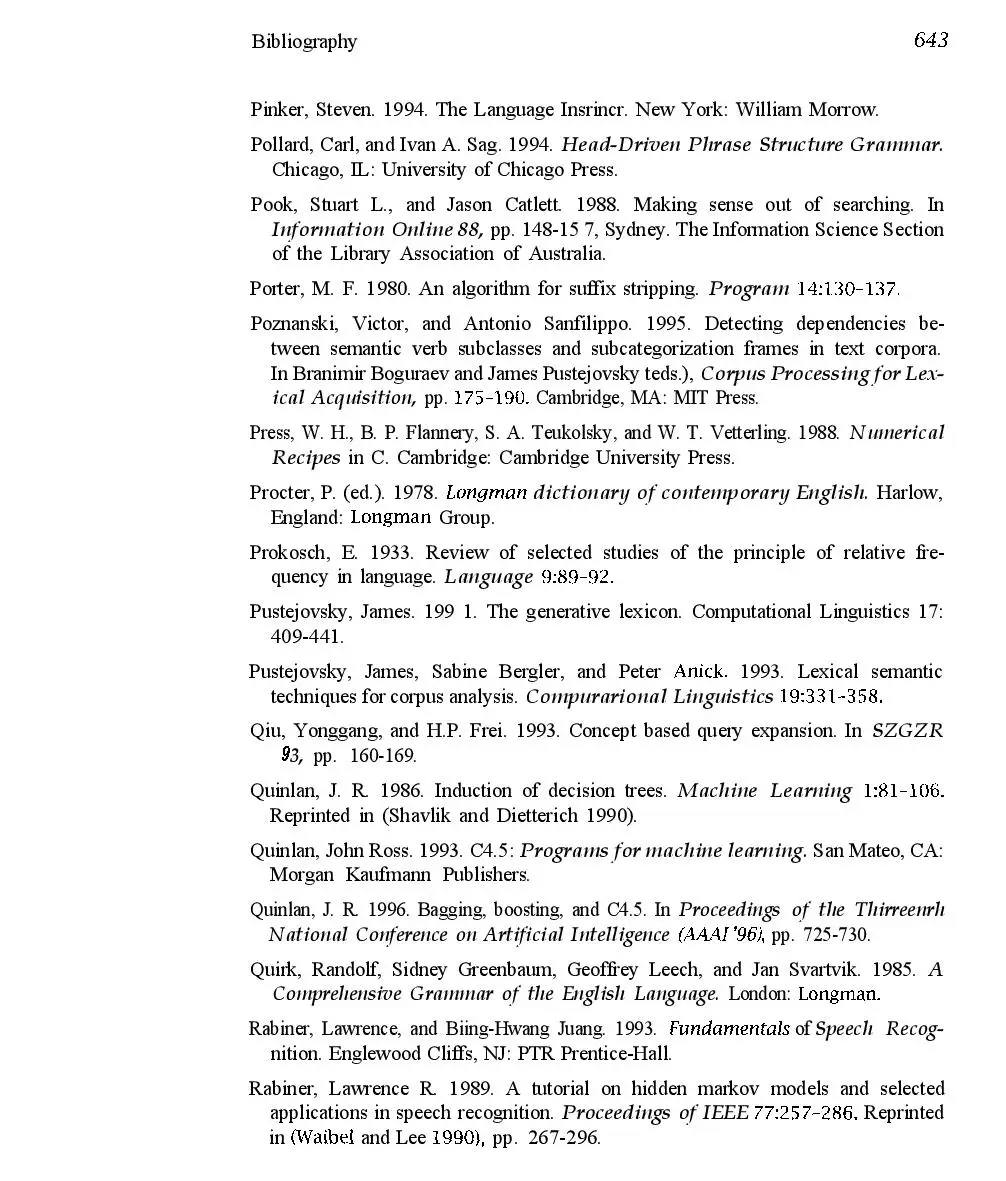 Bibliography 643
Pinker, Steven. 1994. The Language Insrincr. New York: William Morrow.
Pollard, Carl, and Ivan A. Sag. 1994. Head-Driven Phrase Structure Grammar.
Chicago, IL: University of Chicago Press.
Pook, Stuart L., and Jason Catlett. 1988. Making sense out of searching. In
Information Online 88, pp. 148-15 7, Sydney. The Information Science Section
of the Library Association of Australia.
Porter, M. F. 1980. An algorithm for suffix stripping. Program 14:130-137.
Poznanski, Victor, and Antonio Sanfilippo. 1995. Detecting dependencies be-
tween semantic verb subclasses and subcategorization frames in text corpora.
In Branimir Boguraev and James Pustejovsky teds.), Corpus Processing for Lex-
ical Acquisition, pp. 175-190. Cambridge, MA: MIT Press.
Press, W. H., B. P. Flannery, S. A. Teukolsky, and W. T. Vetterling. 1988. Numerical
Recipes in C. Cambridge: Cambridge University Press.
Procter, P. (ed.). 1978. Longman dictionary of contemporary English. Harlow,
England: Longman Group.
Prokosch, E. 1933. Review of selected studies of the principle of relative fre-
quency in language. Language 9:89-92.
Pustejovsky, James. 199 1. The generative lexicon. Computational Linguistics 17:
409-441.
Pustejovsky, James, Sabine Bergler, and Peter Anick. 1993. Lexical semantic
techniques for corpus analysis. Compurarional Linguistics 19:331-358.
Qiu, Yonggang, and H.P. Frei. 1993. Concept based query expansion. In SZGZR
93, pp. 160-169.
Quinlan, J. R. 1986. Induction of decision trees. Machine Learning 1:81-106.
Reprinted in (Shavlik and Dietterich 1990).
Quinlan, John Ross. 1993. C4.5: Programs for machine learning. San Mateo, CA:
Morgan Kaufmann Publishers.
Quinlan, J. R. 1996. Bagging, boosting, and C4.5. In Proceedings of the Thirreenrh
National Conference on Artificial Intelligence (AAAI '96), pp. 725-730.
Quirk, Randolf, Sidney Greenbaum, Geoffrey Leech, and Jan Svartvik. 1985. A
Comprehensive Grammar of the English Language. London: Longman.
Rabiner, Lawrence, and Biing-Hwang Juang. 1993. Fundamentals of Speech Recog-
nition. Englewood Cliffs, NJ: PTR Prentice-Hall.
Rabiner, Lawrence R. 1989. A tutorial on hidden markov models and selected
applications in speech recognition. Proceedings of IEEE 77:257-286. Reprinted
in (Waibel and Lee 1990), pp. 267-296.